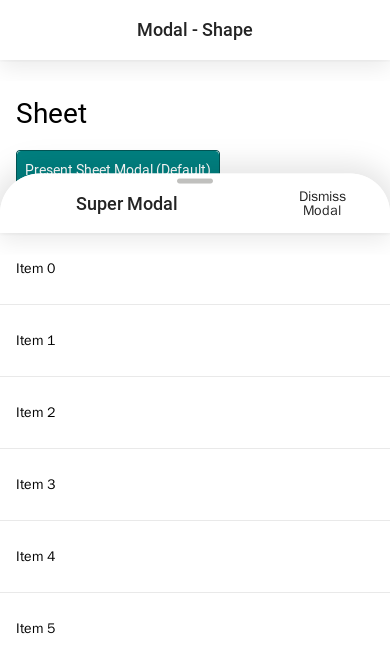 Modal - Shape
Sheet
Present Sheet Modal (Default)
Super Modal
Dismiss
Modal
Item 0
Item 1
Item 2
Item 3
Item 4
Item 5